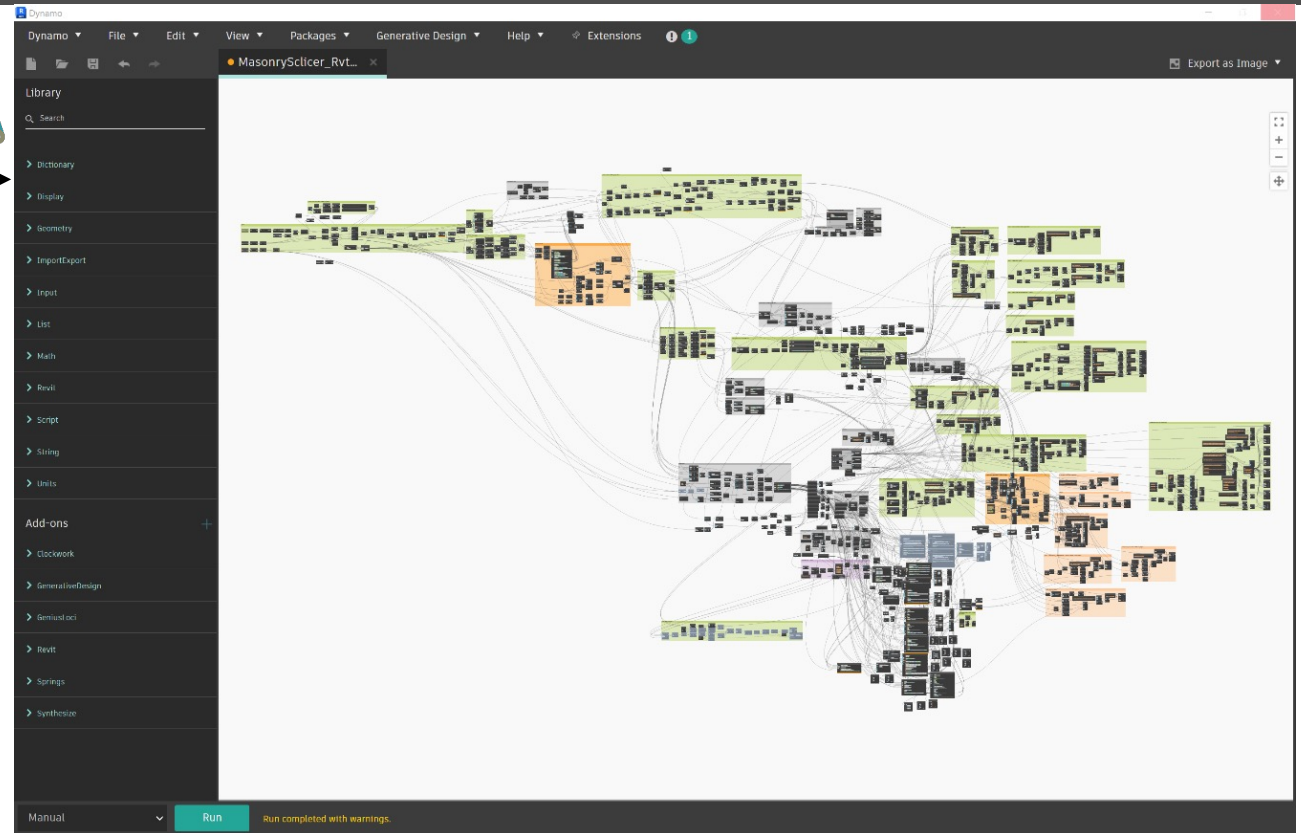 Dynamo
Dynamo File Edit View Packages Generative Design Help Extensions 1
MasonrySclicer_Rvt... Export as Image
Library
Search
Dictionary
Display
Geometry
ImportExport
Input
List
Math
Revit
Script
String
Units
Add-ons
Clockwork
GenerativeDesign
GeniusLoci
Revit
Springs
Synthesize
Manual Run Run completed with warnings.